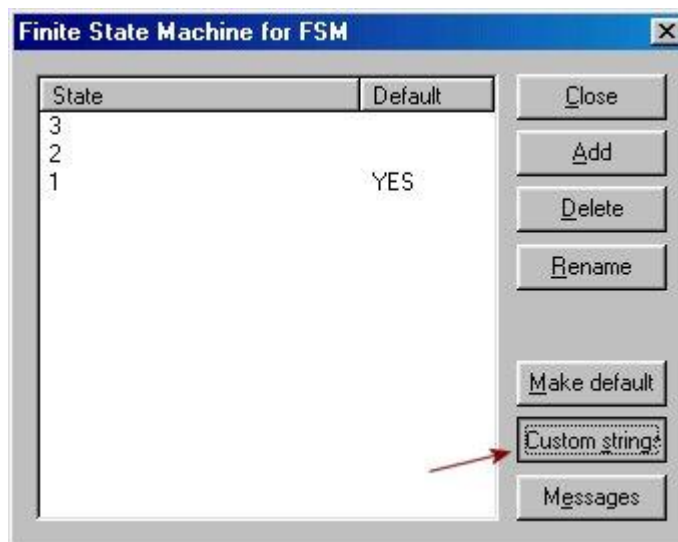 Finite State Machine for FSM
State Default
3
2
1 YES
Close
Add
Delete
Rename
Make default
Custom strings
Messages